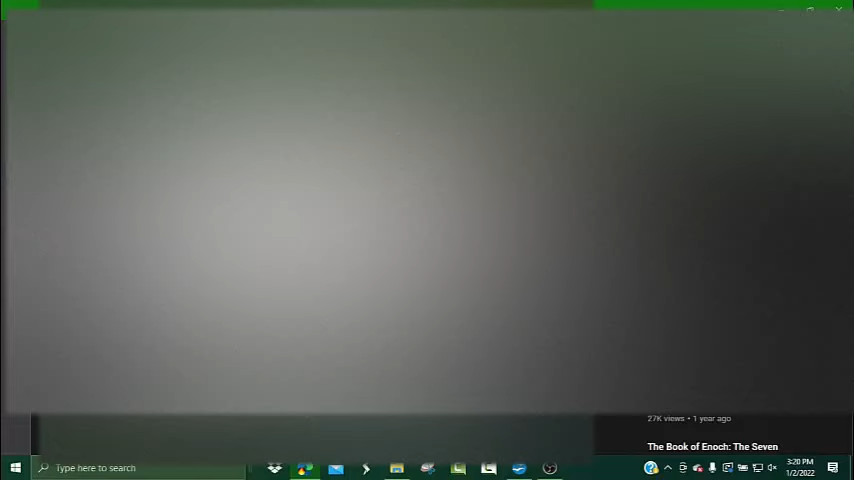 27K views • 1 year ago
The Book of Enoch: The Seven
Type here to search
3:20 PM
1/2/2022